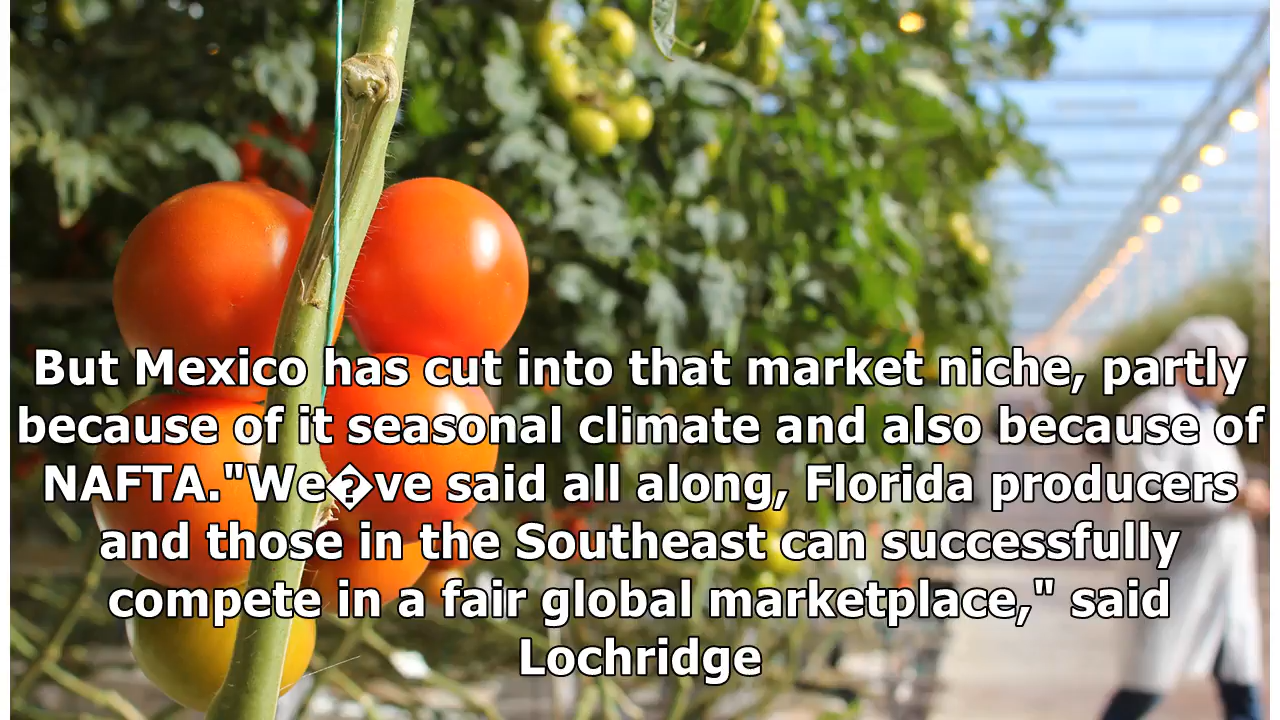 But Mexico has cut into that market niche, partly
because of it seasonal climate and also because of
NAFTA."We�ve said all along, Florida producers
and those in the Southeast can successfully
compete in a fair global marketplace," said
Lochridge